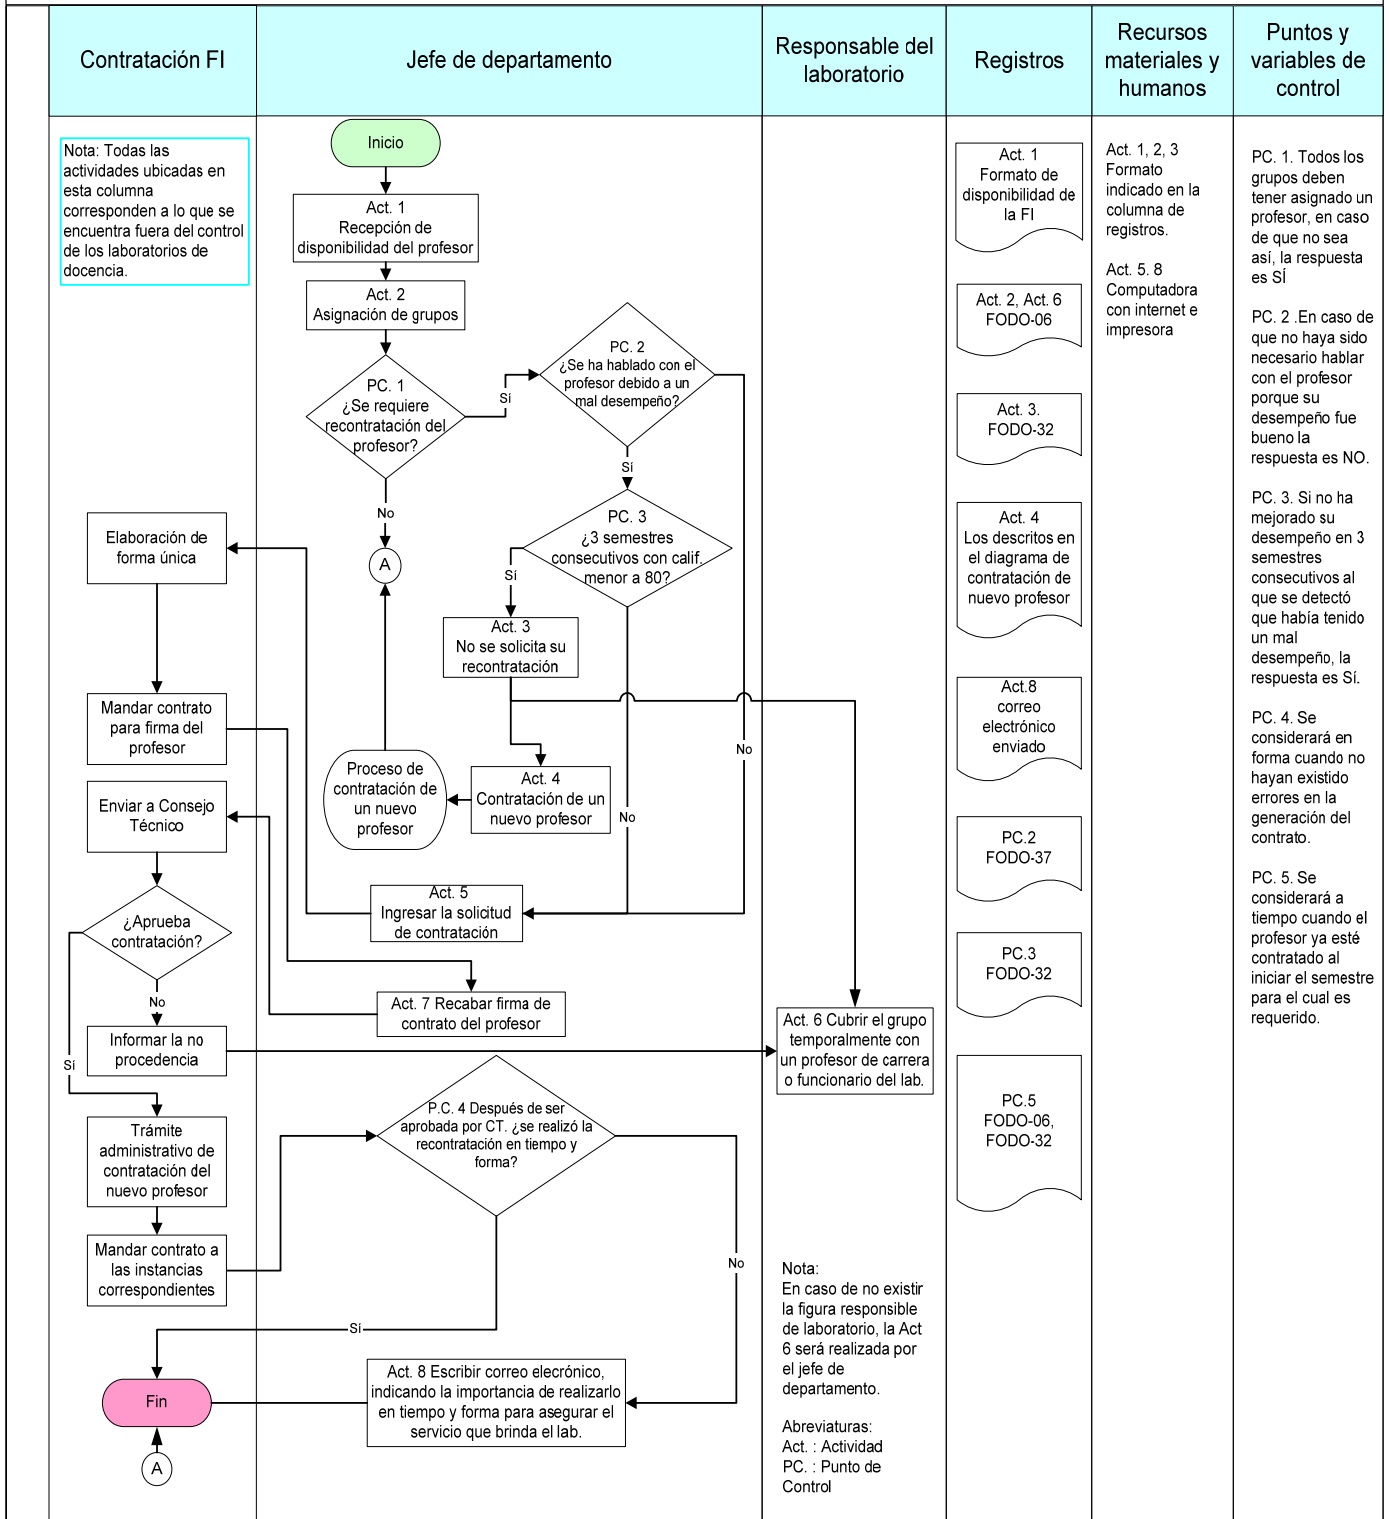 Contratación FI
Jefe de departamento
Responsable del
laboratorio
Registros
Recursos
materiales y
humanos
Puntos y
variables de
control
Nota: Todas las
actividades ubicadas en
esta columna
corresponden a lo que se
encuentra fuera del control
de los laboratorios de
docencia.
Elaboración de
forma única
Mandar contrato
para firma del
profesor
Enviar a Consejo
Técnico
¿Aprueba
contratación?
No
Sí
Informar la no
procedencia
Trámite
administrativo de
contratación del
nuevo profesor
Mandar contrato a
las instancias
correspondientes
Fin
A
Inicio
Act. 1
Recepción de
disponibilidad del profesor
Act. 2
Asignación de grupos
PC. 1
¿Se requiere
recontratación del
profesor?
Sí
No
A
PC. 2
¿Se ha hablado con el
profesor debido a un
mal desempeño?
Sí
No
PC. 3
¿3 semestres
consecutivos con calif.
menor a 80?
Sí
No
Act. 3
No se solicita su
recontratación
Act. 4
Contratación de un
nuevo profesor
Proceso de
contratación de
un nuevo
profesor
Act. 5
Ingresar la solicitud
de contratación
Act. 7 Recabar firma de
contrato del profesor
P.C. 4 Después de ser
aprobada por CT. ¿se realizó la
recontratación en tiempo y
forma?
Sí
No
Act. 8 Escribir correo elecrónico,
indicando la importancia de realizarlo
en tiempo y forma para asegurar el
servicio que brinda el lab.
Act. 6 Cubrir el grupo
temporalmente con
un profesor de carrera
o funcionario del lab.
Nota:
En caso de no existir
la figura responsible
de laboratorio, la Act
6 será realizada por
el jefe de
departamento.
Abreviaturas:
Act. : Actividad
PC. : Punto de
Control
Act. 1
Formato de
disponibilidad de
la FI
Act. 2, Act. 6
FODO-06
Act. 3.
FODO-32
Act. 4
Los descritos en
el diagrama de
contratación de
nuevo profesor
Act.8
correo
electrónico
enviado
PC.2
FODO-37
PC.3
FODO-32
PC.5
FODO-06,
FODO-32
Act. 1, 2, 3
Formato
indicado en la
columna de
registros.
Act. 5. 8
Computadora
con internet e
impresora
PC. 1. Todos los
grupos deben
tener asignado un
profesor, en caso
de que no sea
así, la respuesta
es SÍ
PC. 2 .En caso de
que no haya sido
necesario hablar
con el profesor
porque su
desempeño fue
bueno la
respuesta es NO.
PC. 3. Si no ha
mejorado su
desempeño en 3
semestres
consecutivos al
que se detectó
que había tenido
un mal
desempeño, la
respuesta es Sí.
PC. 4. Se
considerará en
forma cuando no
hayan existido
errores en la
generación del
contrato.
PC. 5. Se
considerará a
tiempo cuando el
profesor ya esté
contratado al
iniciar el semestre
para el cual es
requerido.